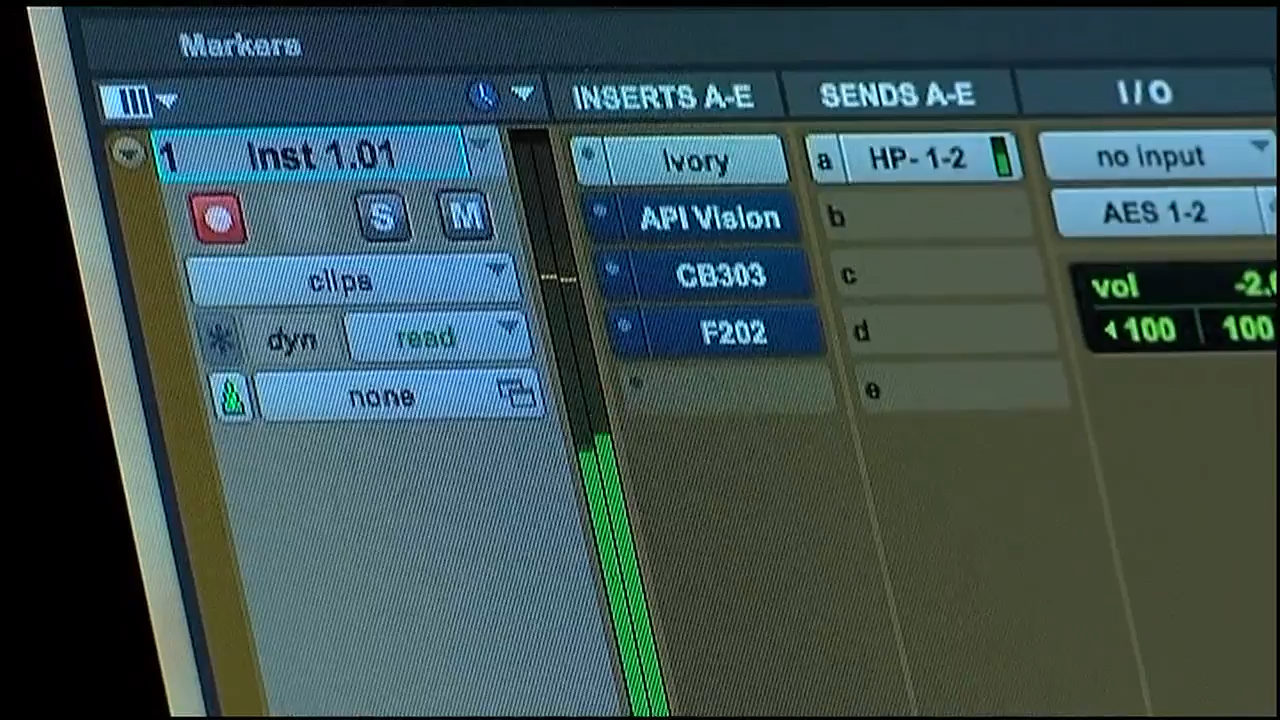 Markers
INSERTS A-E SENDS A-E I/O
1 Inst 1.01 Ivory a HP- 1-2 no input
S M API Vision b AES 1-2
clips CB303 c vol
dyn read F202 d 100 100
none e